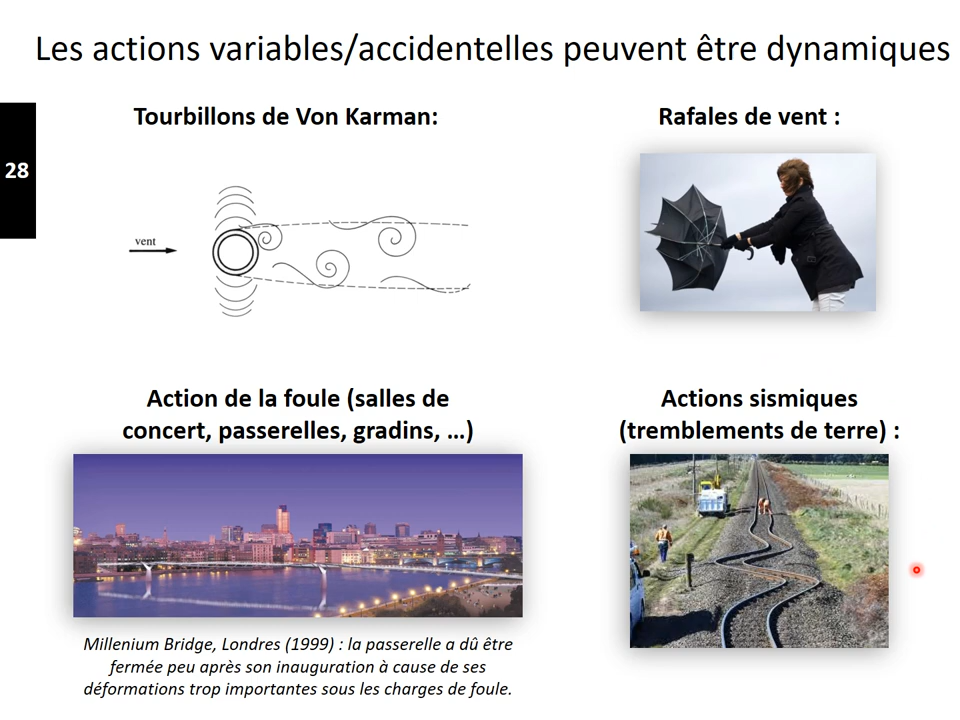 Les actions variables/accidentelles peuvent être dynamiques
28
Tourbillons de Von Karman:
vent
Rafales de vent :
Action de la foule (salles de
concert, passerelles, gradins, …)
Millenium Bridge, Londres (1999) : la passerelle a dû être
fermée peu après son inauguration à cause de ses
déformations trop importantes sous les charges de foule.
Actions sismiques
(tremblements de terre) :